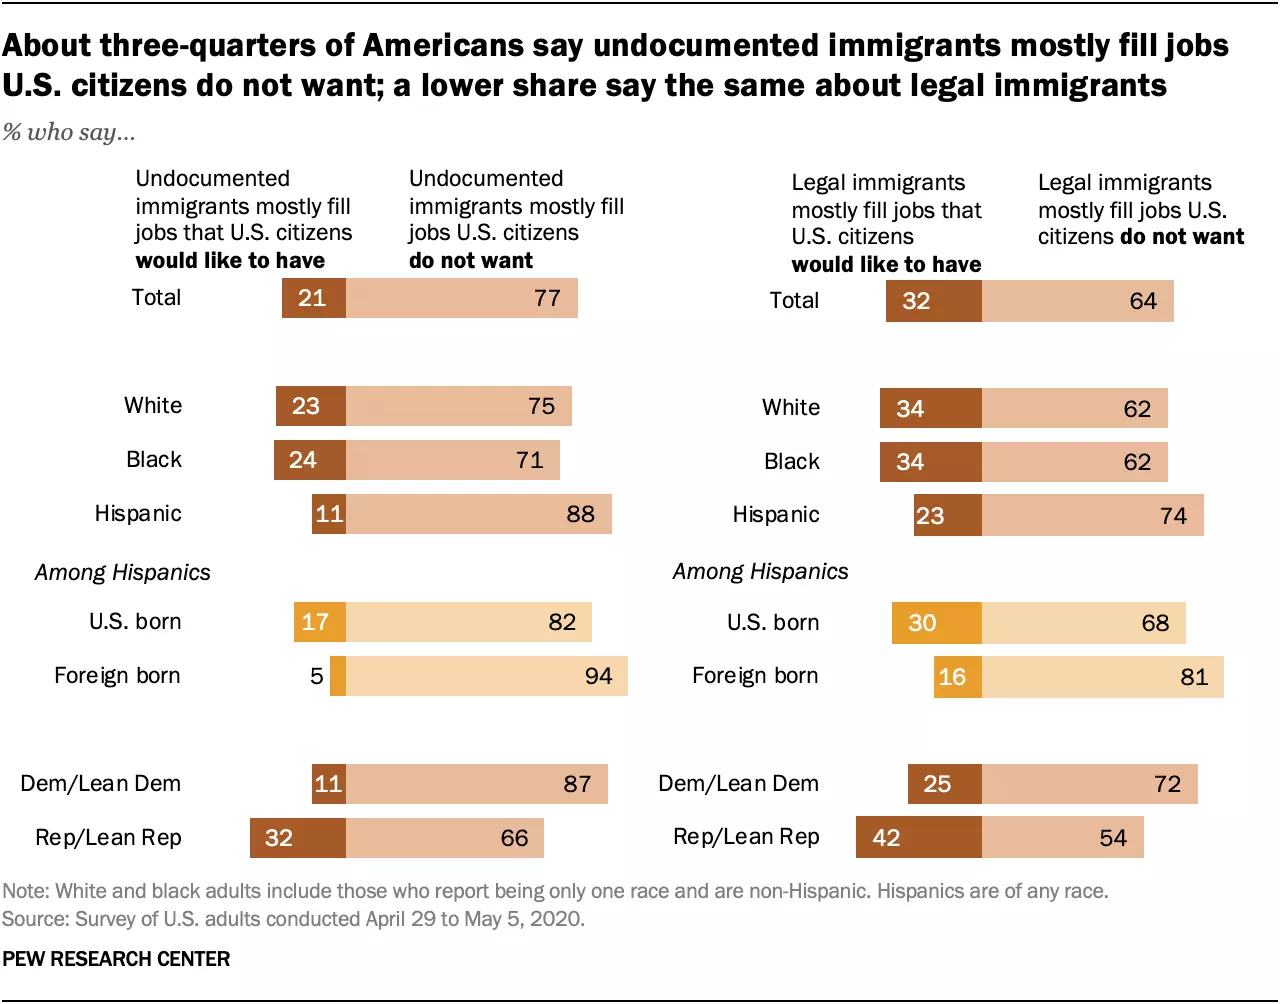 About three-quarters of Americans say undocumented immigrants mostly fill jobs
U.S. citizens do not want; a lower share say the same about legal immigrants
% who say...
Undocumented
immigrants mostly fill
jobs that U.S. citizens
would like to have
Undocumented
immigrants mostly fill
jobs U.S. citizens
do not want
Total 21 77
White 23 75
Black 24 71
Hispanic 11 88
Among Hispanics
U.S. born 17 82
Foreign born 5 94
Dem/Lean Dem 11 87
Rep/Lean Rep 32 66
Legal immigrants
mostly fill jobs that
U.S. citizens
would like to have
Legal immigrants
mostly fill jobs U.S.
citizens do not want
Total 32 64
White 34 62
Black 34 62
Hispanic 23 74
Among Hispanics
U.S. born 30 68
Foreign born 16 81
Dem/Lean Dem 25 72
Rep/Lean Rep 42 54
Note: White and black adults include those who report being only one race and are non-Hispanic. Hispanics are of any race.
Source: Survey of U.S. adults conducted April 29 to May 5, 2020.
PEW RESEARCH CENTER